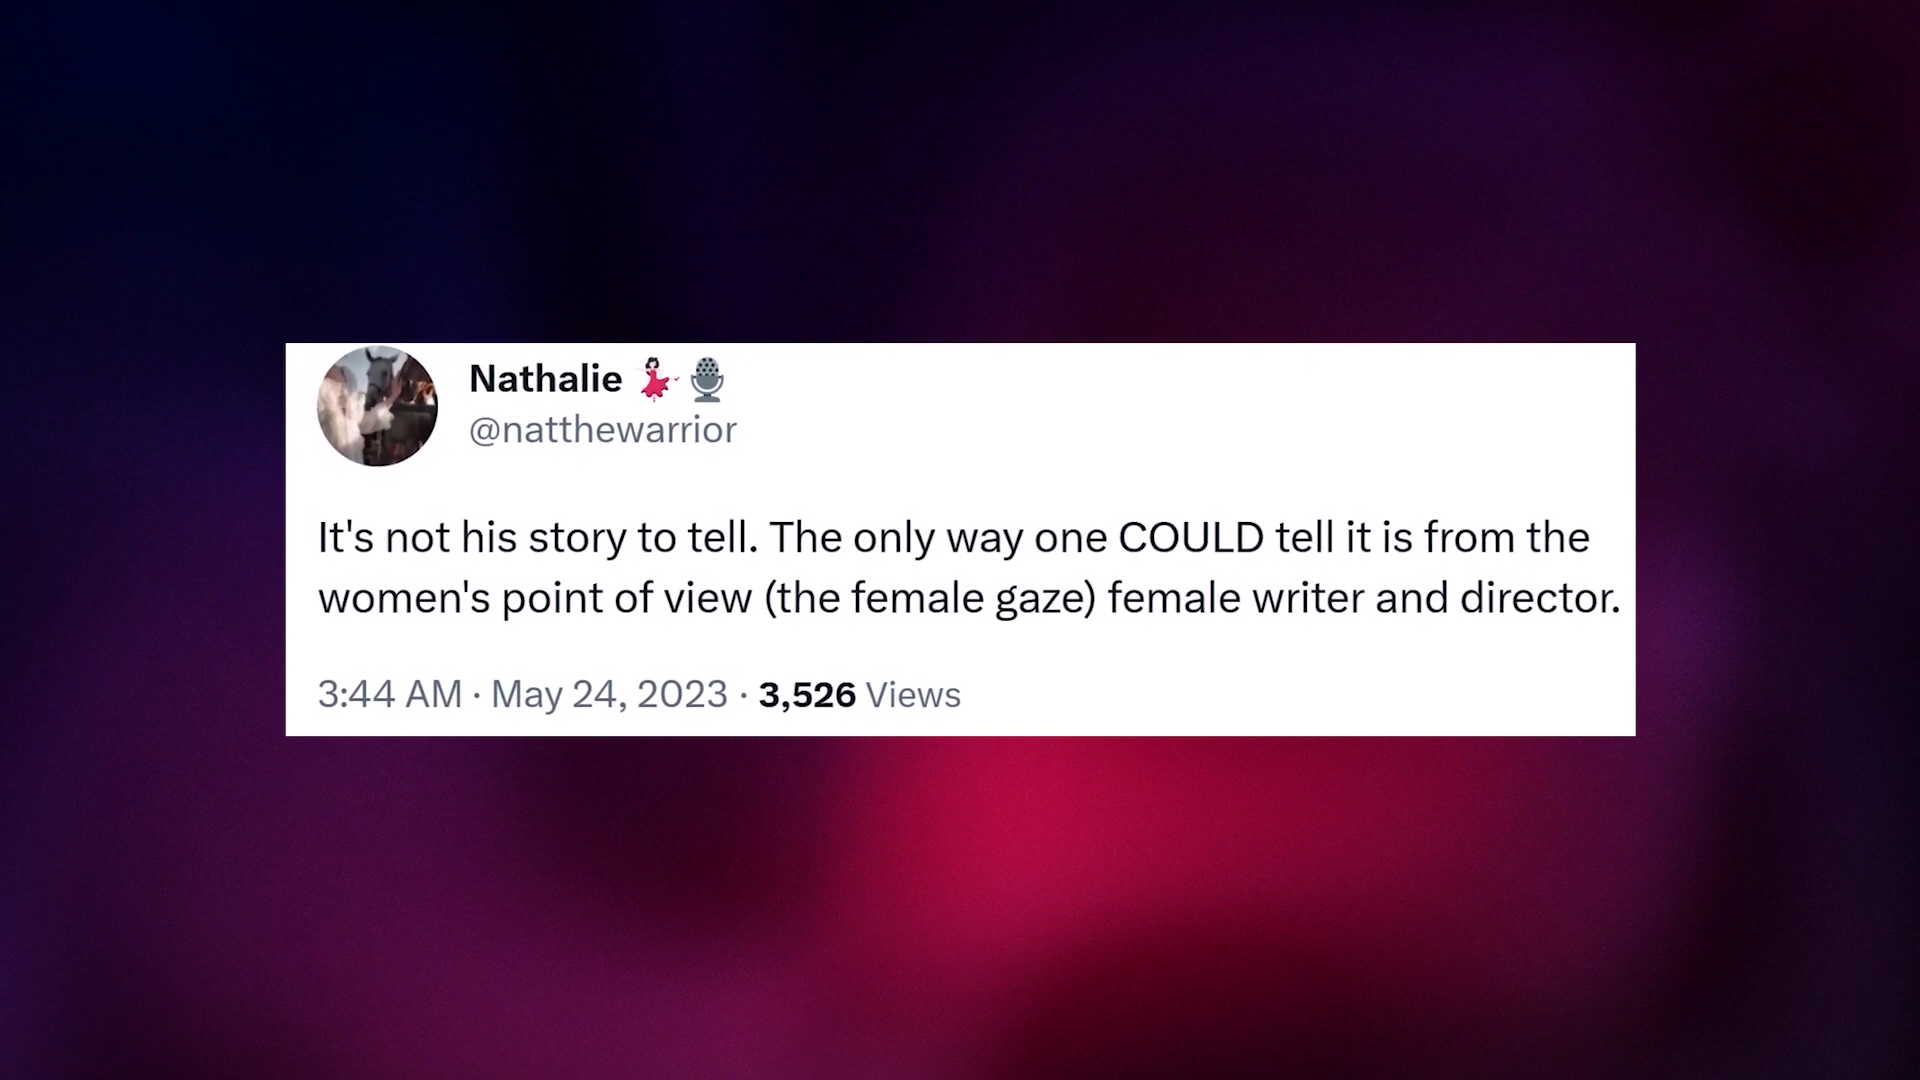 Nathalie 💃🎙
@natthewarrior
It's not his story to tell. The only way one COULD tell it is from the
women's point of view (the female gaze) female writer and director.
3:44 AM · May 24, 2023 · 3,526 Views